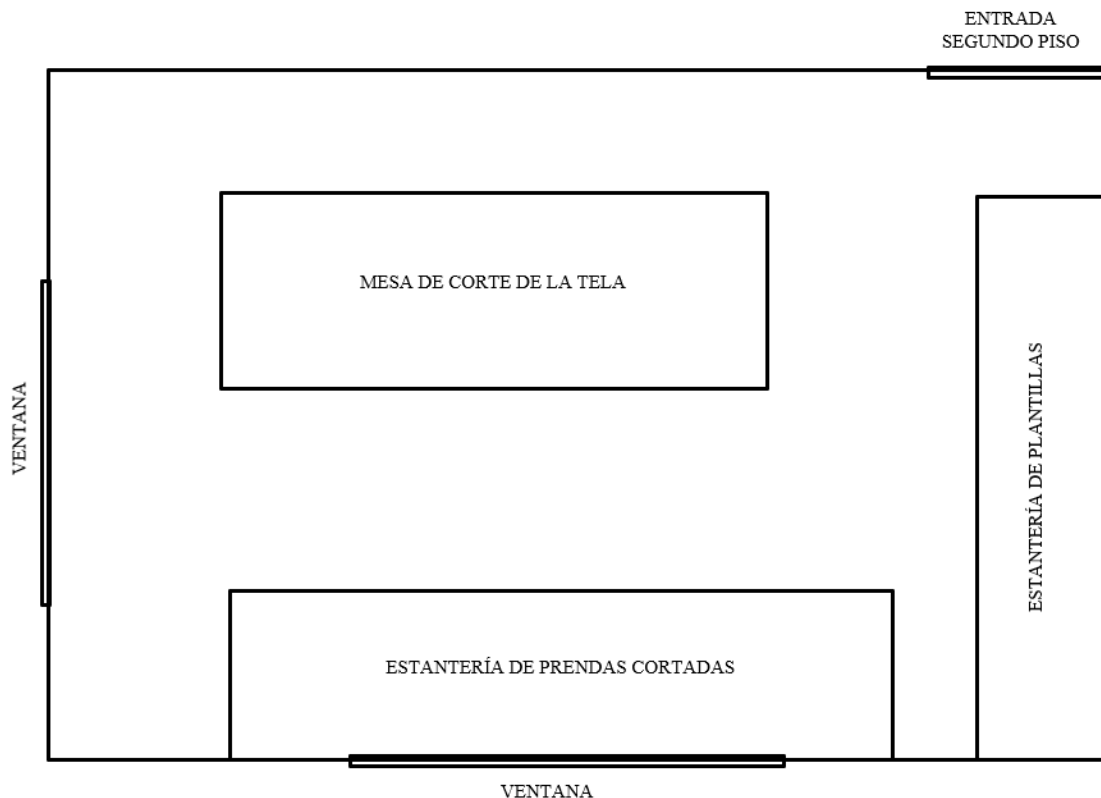 ENTRADA
SEGUNDO PISO
MESA DE CORTE DE LA TELA
VENTANA
ESTANTERÍA DE PLANTILLAS
ESTANTERÍA DE PRENDAS CORTADAS
VENTANA